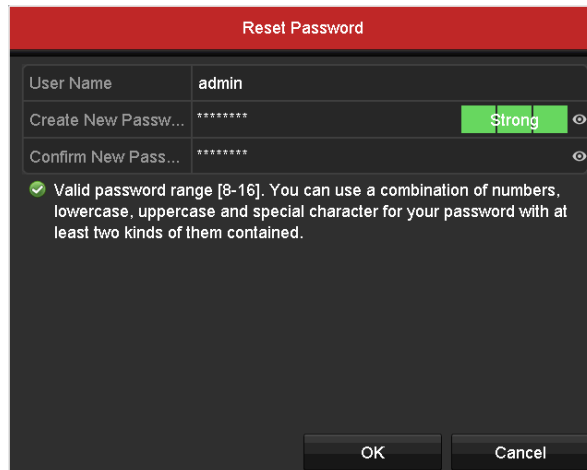 Reset Password
User Name admin
Create New Passw... ******** Strong
Confirm New Pass... ********
Valid password range [8-16]. You can use a combination of numbers,
lowercase, uppercase and special character for your password with at
least two kinds of them contained.
OK Cancel